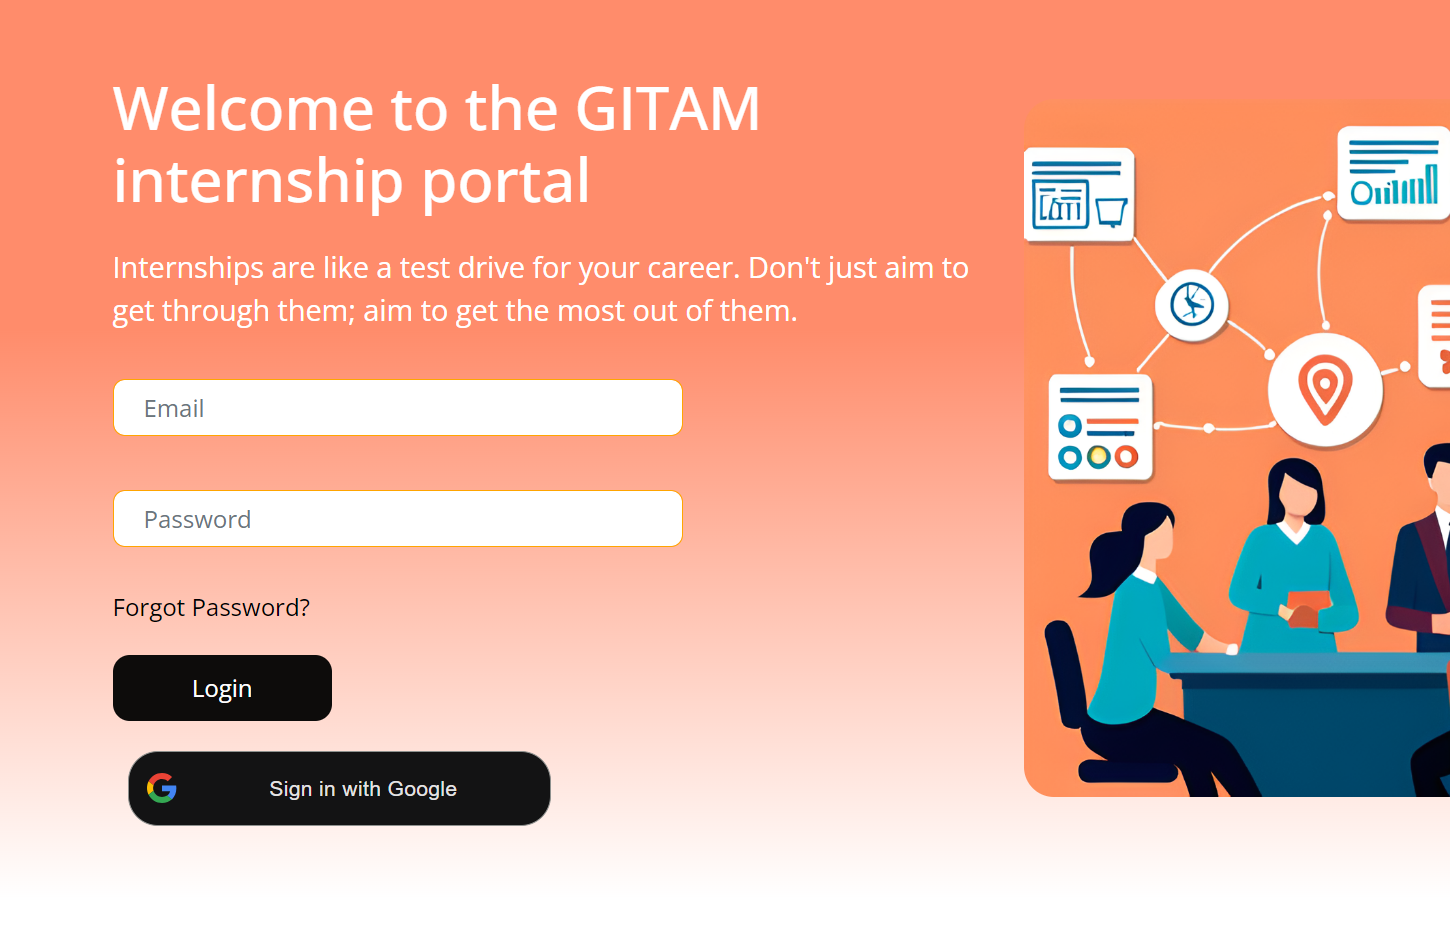 Welcome to the GITAM
internship portal
Internships are like a test drive for your career. Don't just aim to
get through them; aim to get the most out of them.
Email
Password
Forgot Password?
Login
Sign in with Google